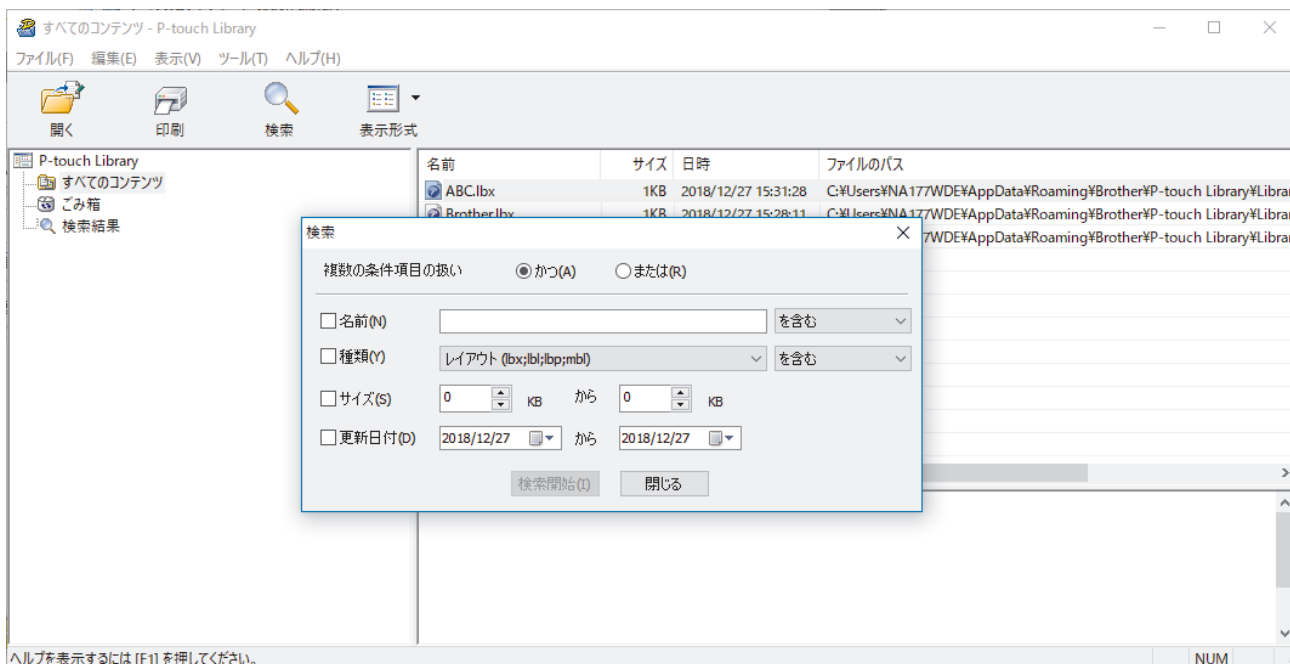 すべてのコンテンツ - P-touch Library
ファイル(F) 編集(E) 表示(V) ツール(T) ヘルプ(H)
開く 印刷 検索 表示形式
P-touch Library
すべてのコンテンツ
ごみ箱
検索結果
名前 サイズ 日時 ファイルのパス
ABC.lbx 1KB 2018/12/27 15:31:28 C:¥Users¥NA177WDE¥AppData¥Roaming¥Brother¥P-touch Library¥Librar
Brother.lbx 1KB 2018/12/27 15:28:11 C:¥Users¥NA177WDE¥AppData¥Roaming¥Brother¥P-touch Library¥Librar
7WDE¥AppData¥Roaming¥Brother¥P-touch Library¥Librar
検索
複数の条件項目の扱い かつ(A) または(R)
名前(N) を含む
種類(Y) レイアウト (lbx;lbl;lbp;mbl) を含む
サイズ(S) 0 KB から 0 KB
更新日付(D) 2018/12/27 から 2018/12/27
検索開始(I) 閉じる
ヘルプを表示するには [F1] を押してください。 NUM